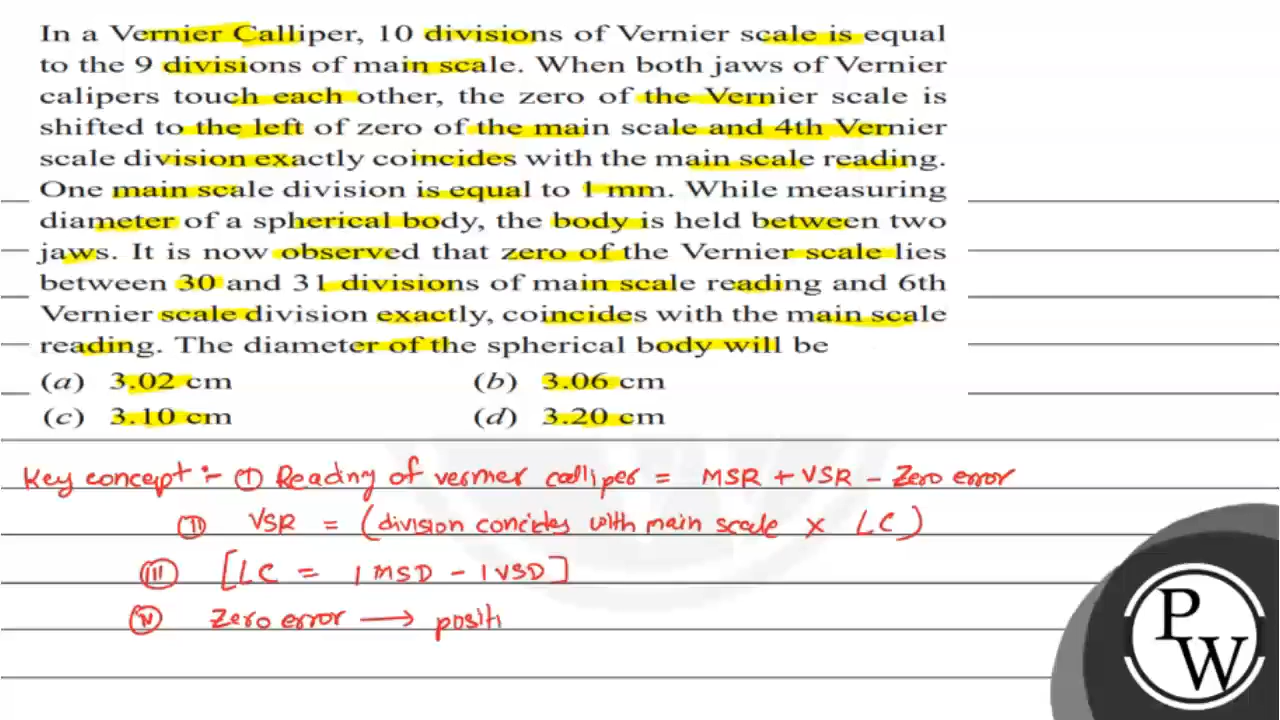 In a Vernier Calliper, 10 divisions of Vernier scale is equal
to the 9 divisions of main scale. When both jaws of Vernier
calipers touch each other, the zero of the Vernier scale is
shifted to the left of zero of the main scale and 4th Vernier
scale division exactly coincides with the main scale reading.
One main scale division is equal to 1 mm. While measuring
diameter of a spherical body, the body is held between two
jaws. It is now observed that zero of the Vernier scale lies
between 30 and 31 divisions of main scale reading and 6th
Vernier scale division exactly, coincides with the main scale
reading. The diameter of the spherical body will be
(a) 3.02 cm (b) 3.06 cm
(c) 3.10 cm (d) 3.20 cm
Key concept :- (I) Reading of vernier calliper = MSR + VSR - Zero error
(II) VSR = (division concides with main scale x LC)
(III) [LC = 1 MSD - 1 VSD]
(IV) Zero error → positi
P
W